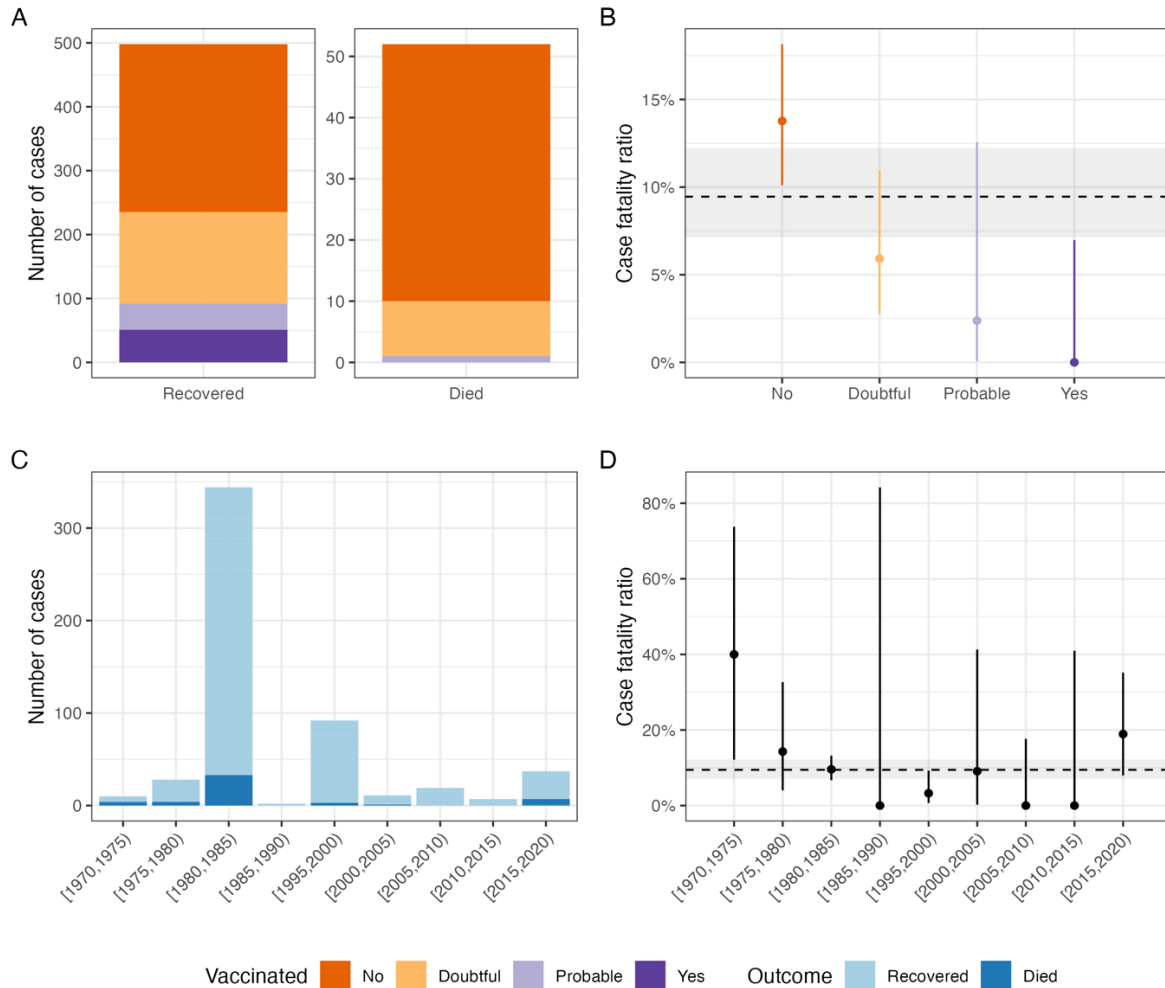 A
Number of cases
500
400
300
200
100
0
Recovered
50
40
30
20
10
0
Died
B
Case fatality ratio
15%
10%
5%
0%
No Doubtful Probable Yes
C
Number of cases
300
200
100
0
[1970,1975) [1975,1980) [1980,1985) [1985,1990) [1995,2000) [2000,2005) [2005,2010) [2010,2015) [2015,2020)
D
Case fatality ratio
80%
60%
40%
20%
0%
[1970,1975) [1975,1980) [1980,1985) [1985,1990) [1995,2000) [2000,2005) [2005,2010) [2010,2015) [2015,2020)
Vaccinated No Doubtful Probable Yes Outcome Recovered Died